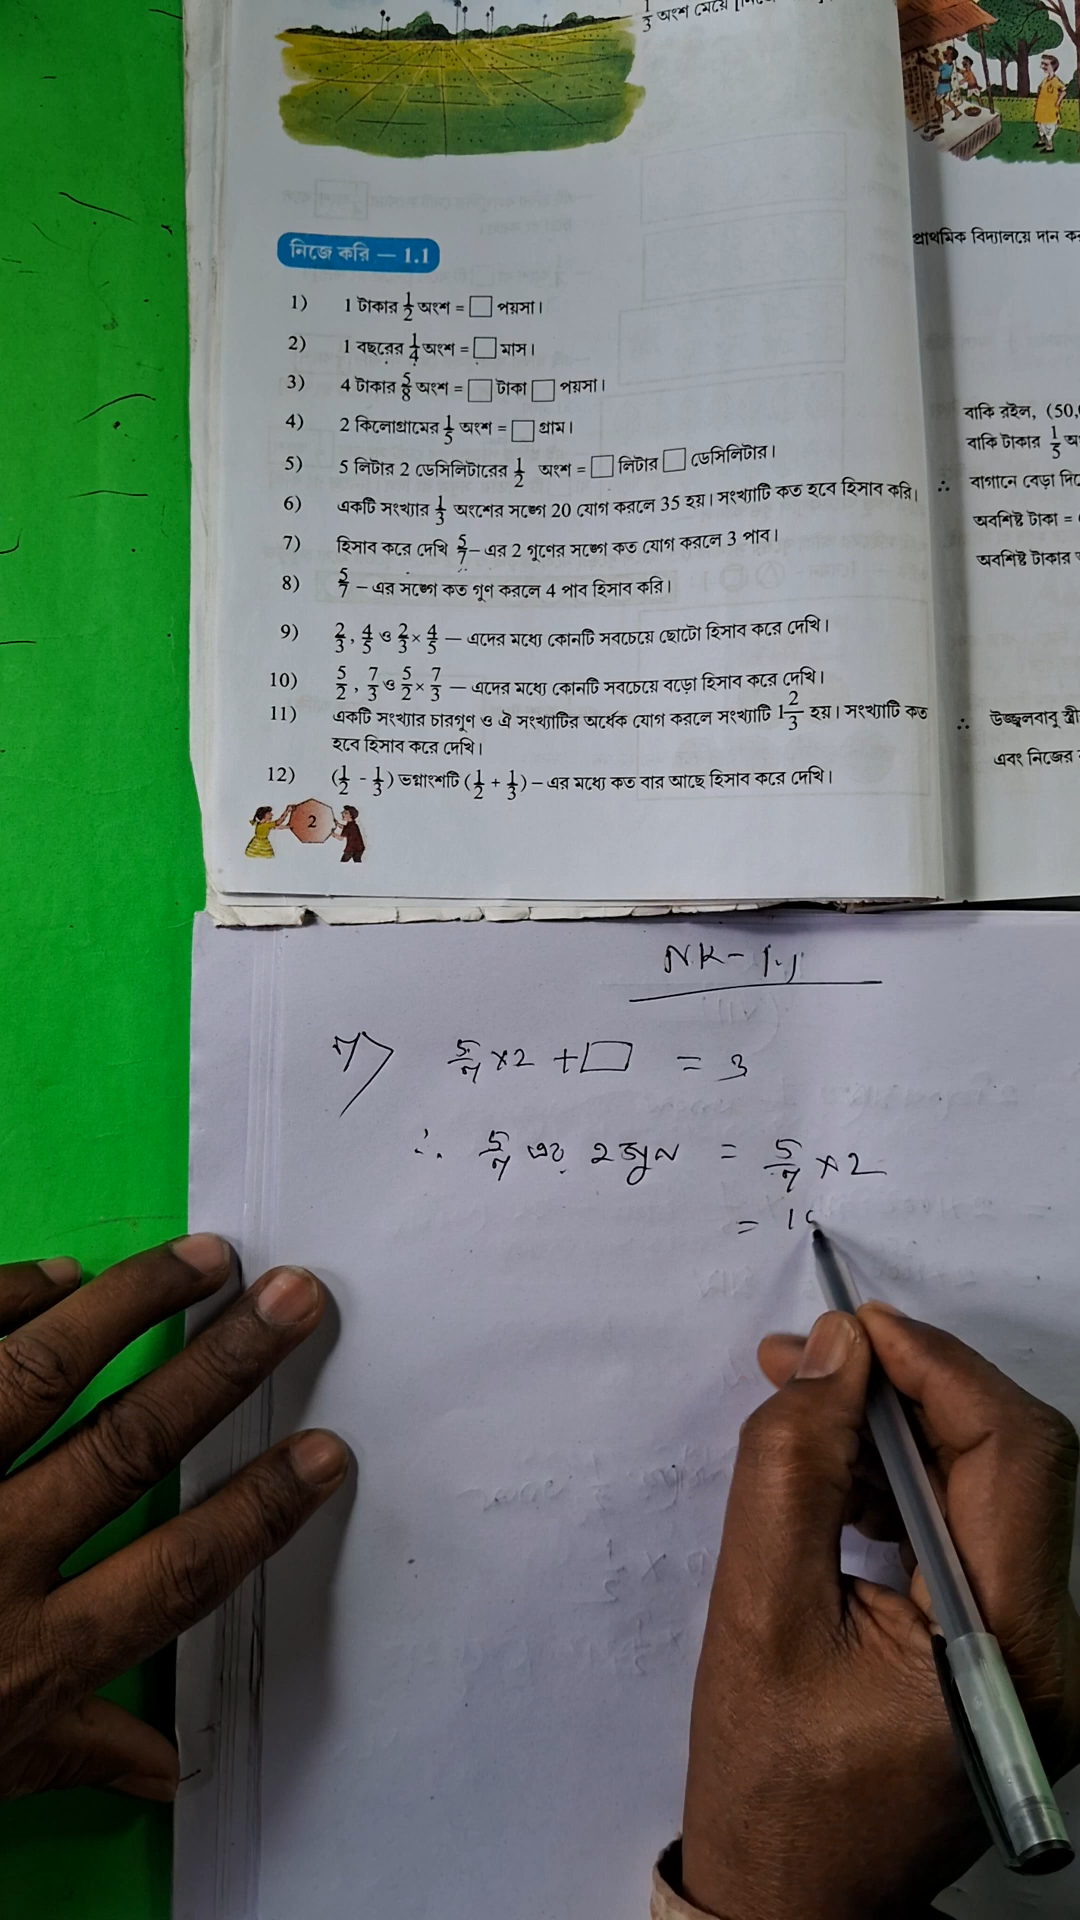 1/3 অংশ মেয়ে
নিজে করি — 1.1
1) 1 টাকার 1/2 অংশ = □ পয়সা।
2) 1 বছরের 1/4 অংশ = □ মাস।
3) 4 টাকার 5/8 অংশ = □ টাকা □ পয়সা।
4) 2 কিলোগ্রামের 1/5 অংশ = □ গ্রাম।
5) 5 লিটার 2 ডেসিলিটারের 1/2 অংশ = □ লিটার □ ডেসিলিটার।
6) একটি সংখ্যার 1/3 অংশের সঙ্গে 20 যোগ করলে 35 হয়। সংখ্যাটি কত হবে হিসাব করি।
7) হিসাব করে দেখি 5/7 – এর 2 গুণের সঙ্গে কত যোগ করলে 3 পাব।
8) 5/7 – এর সঙ্গে কত গুণ করলে 4 পাব হিসাব করি।
9) 2/3, 4/5 ও 2/3 × 4/5 — এদের মধ্যে কোনটি সবচেয়ে ছোটো হিসাব করে দেখি।
10) 5/2, 7/3 ও 5/2 × 7/3 — এদের মধ্যে কোনটি সবচেয়ে বড়ো হিসাব করে দেখি।
11) একটি সংখ্যার চারগুণ ও ঐ সংখ্যাটির অর্ধেক যোগ করলে সংখ্যাটি 1 2/3 হয়। সংখ্যাটি কত
হবে হিসাব করে দেখি।
12) (1/2 - 1/3) ভগ্নাংশটি (1/2 + 1/3) – এর মধ্যে কত বার আছে হিসাব করে দেখি।
2
প্রাথমিক বিদ্যালয়ে দান
বাকি রইল, (50,
বাকি টাকার 1/5
∴ বাগানে বেড়া
অবশিষ্ট টাকা =
অবশিষ্ট টাকার
∴ উজ্জ্বলবাবু
এবং নিজের
NK - 1.1
7) 5/7 × 2 + □ = 3
∴ 5/7 এর 2 গুন = 5/7 × 2
= 1